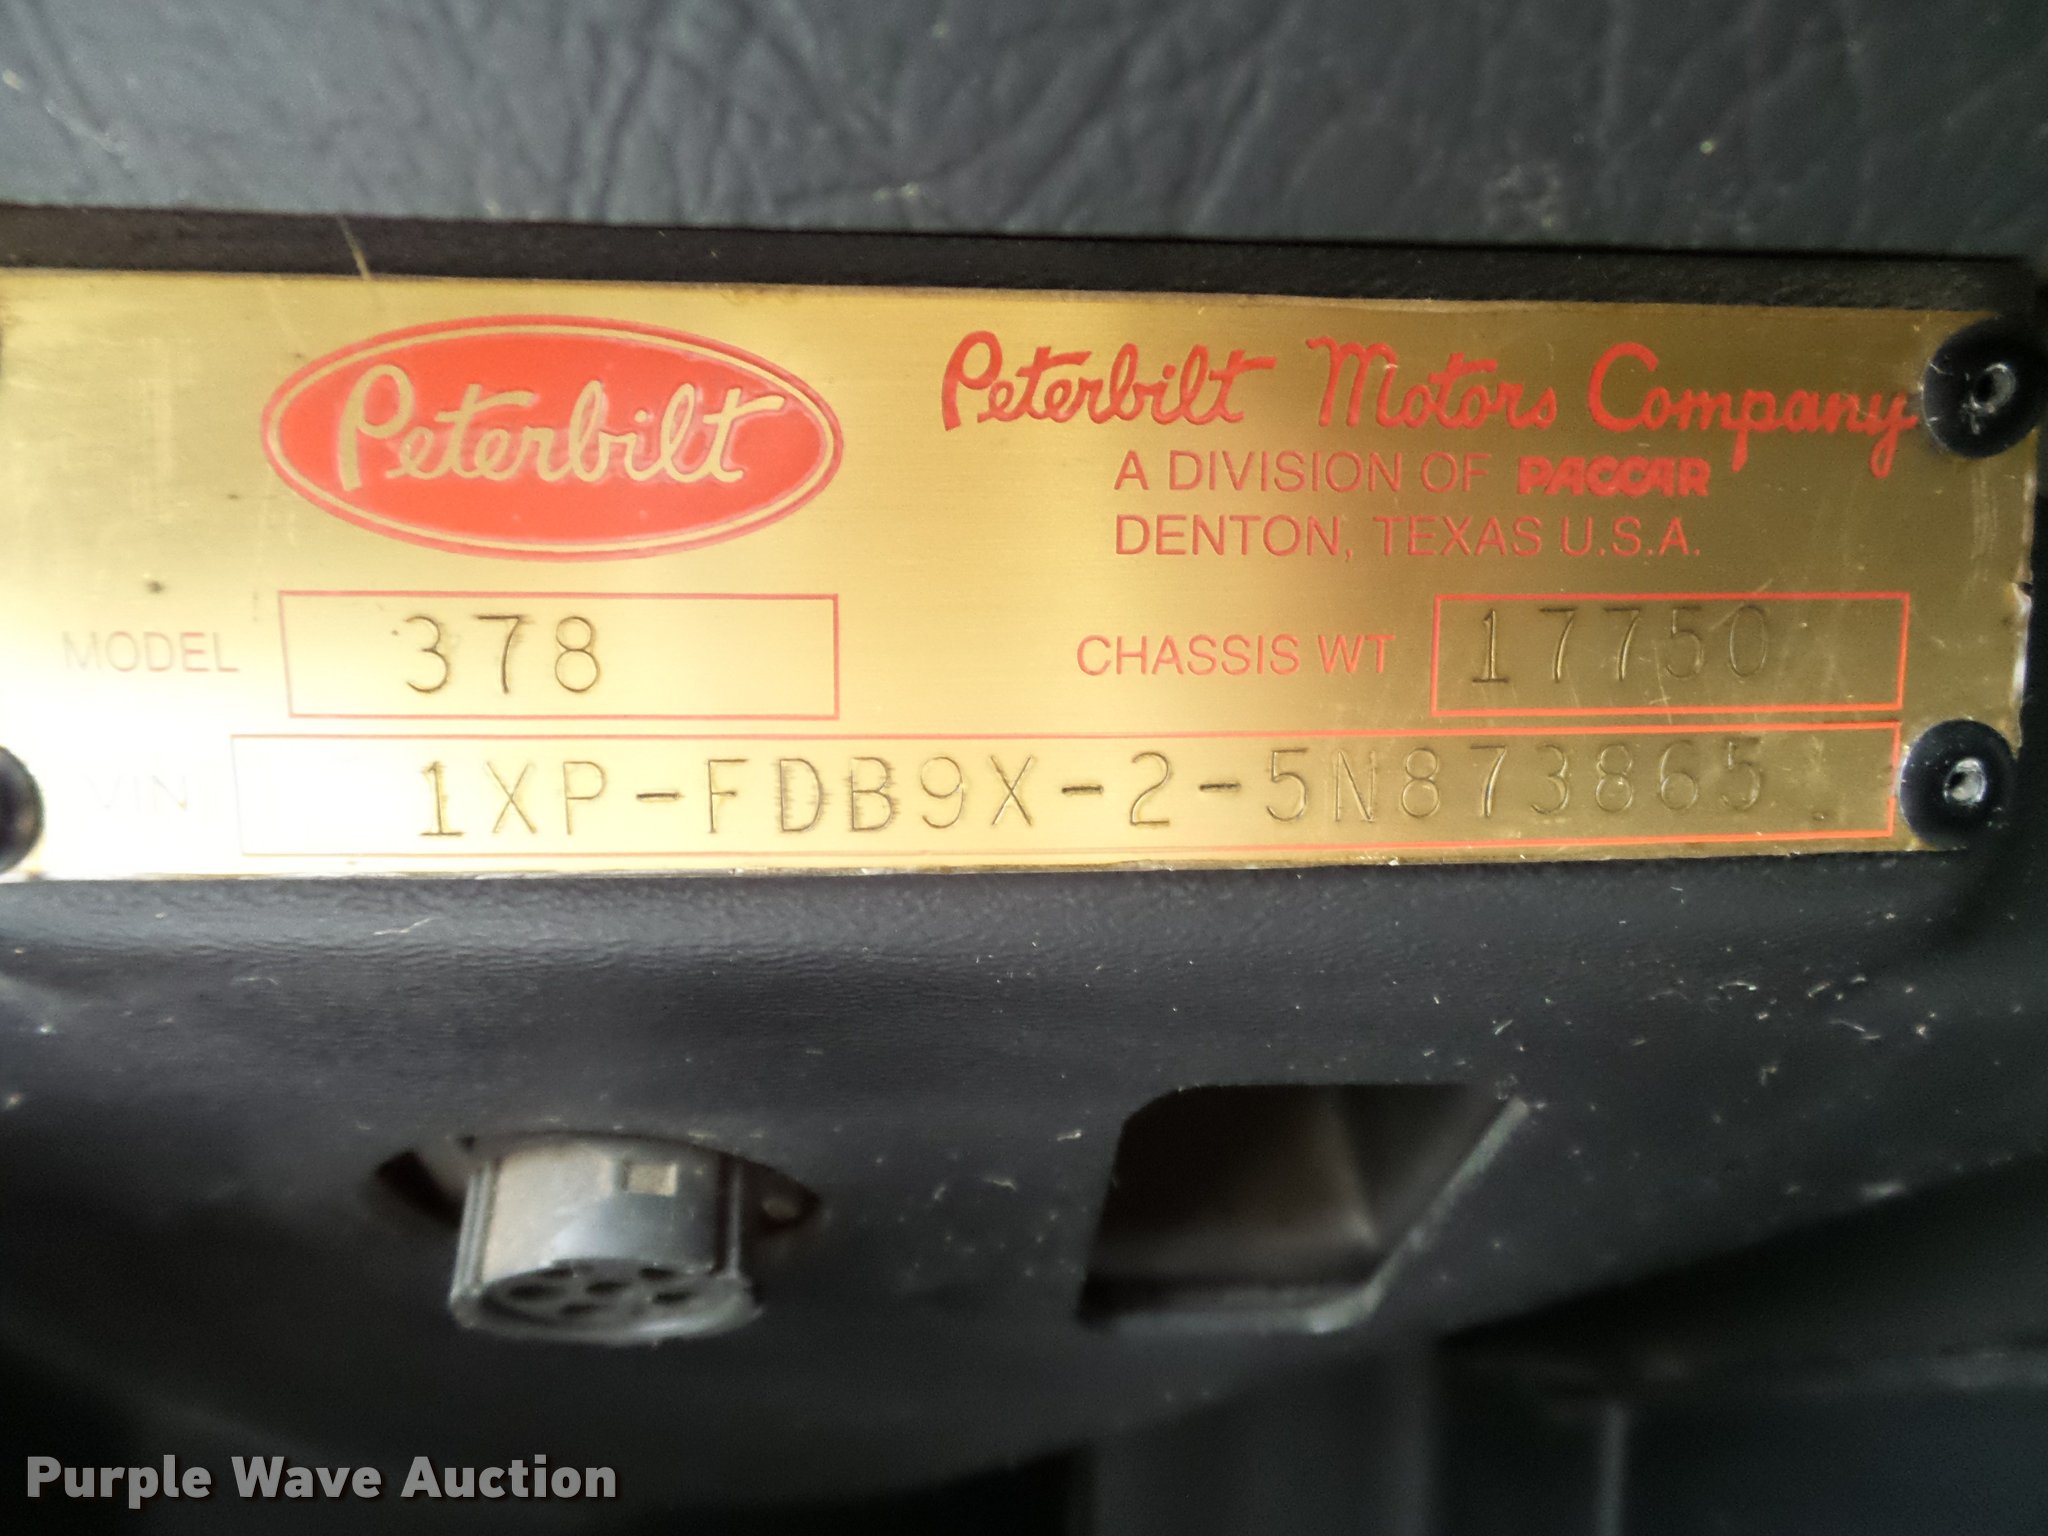 Peterbilt
Peterbilt Motors Company
A DIVISION OF PACCAR
DENTON, TEXAS U.S.A.
MODEL 378 CHASSIS WT 17750
VIN 1XP-FDB9X-2-5N873865
Purple Wave Auction